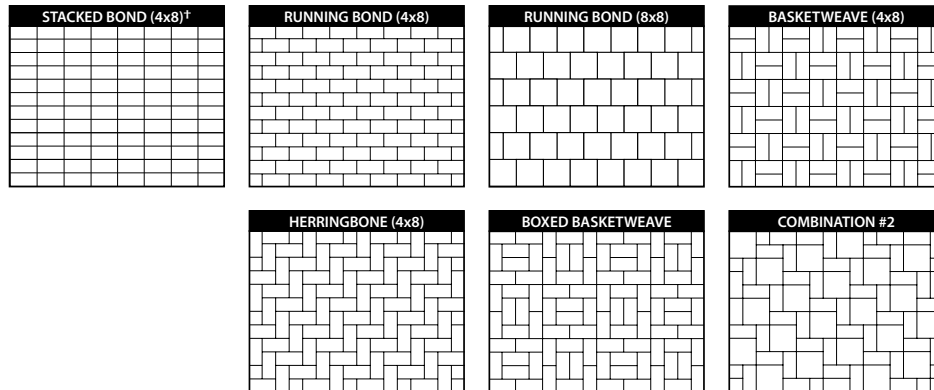 STACKED BOND (4x8)†
RUNNING BOND (4x8)
RUNNING BOND (8x8)
BASKETWEAVE (4x8)
HERRINGBONE (4x8)
BOXED BASKETWEAVE
COMBINATION #2